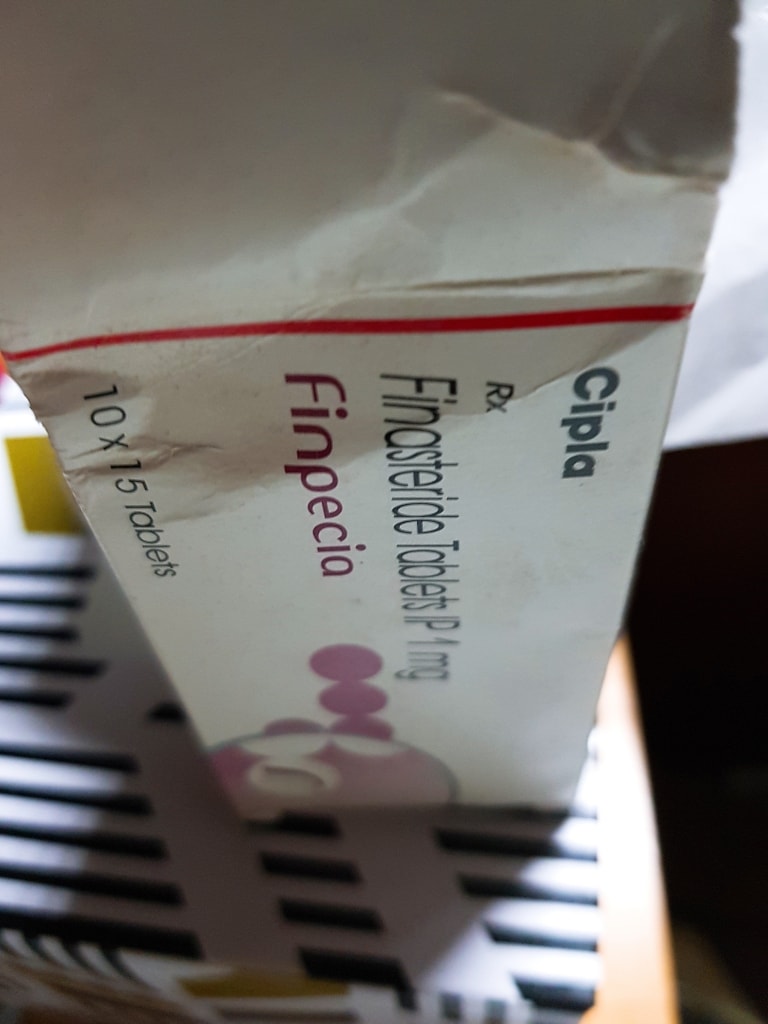 Cipla
Rx
Finasteride Tablets IP 1 mg
Finpecia
10 x 15 Tablets